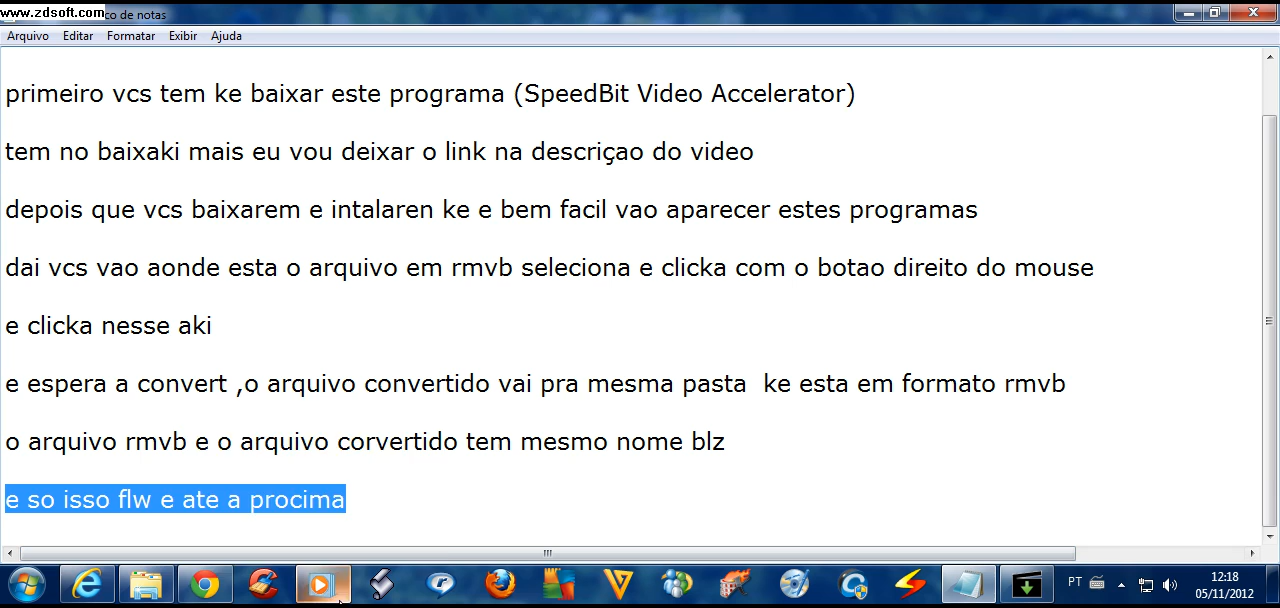 www.zdsoft.com co de notas
Arquivo Editar Formatar Exibir Ajuda
primeiro vcs tem ke baixar este programa (SpeedBit Video Accelerator)
tem no baixaki mais eu vou deixar o link na descriçao do video
depois que vcs baixarem e intalaren ke e bem facil vao aparecer estes programas
dai vcs vao aonde esta o arquivo em rmvb seleciona e clicka com o botao direito do mouse
e clicka nesse aki
e espera a convert ,o arquivo convertido vai pra mesma pasta  ke esta em formato rmvb
o arquivo rmvb e o arquivo corvertido tem mesmo nome blz
e so isso flw e ate a procima
PT 12:18
05/11/2012